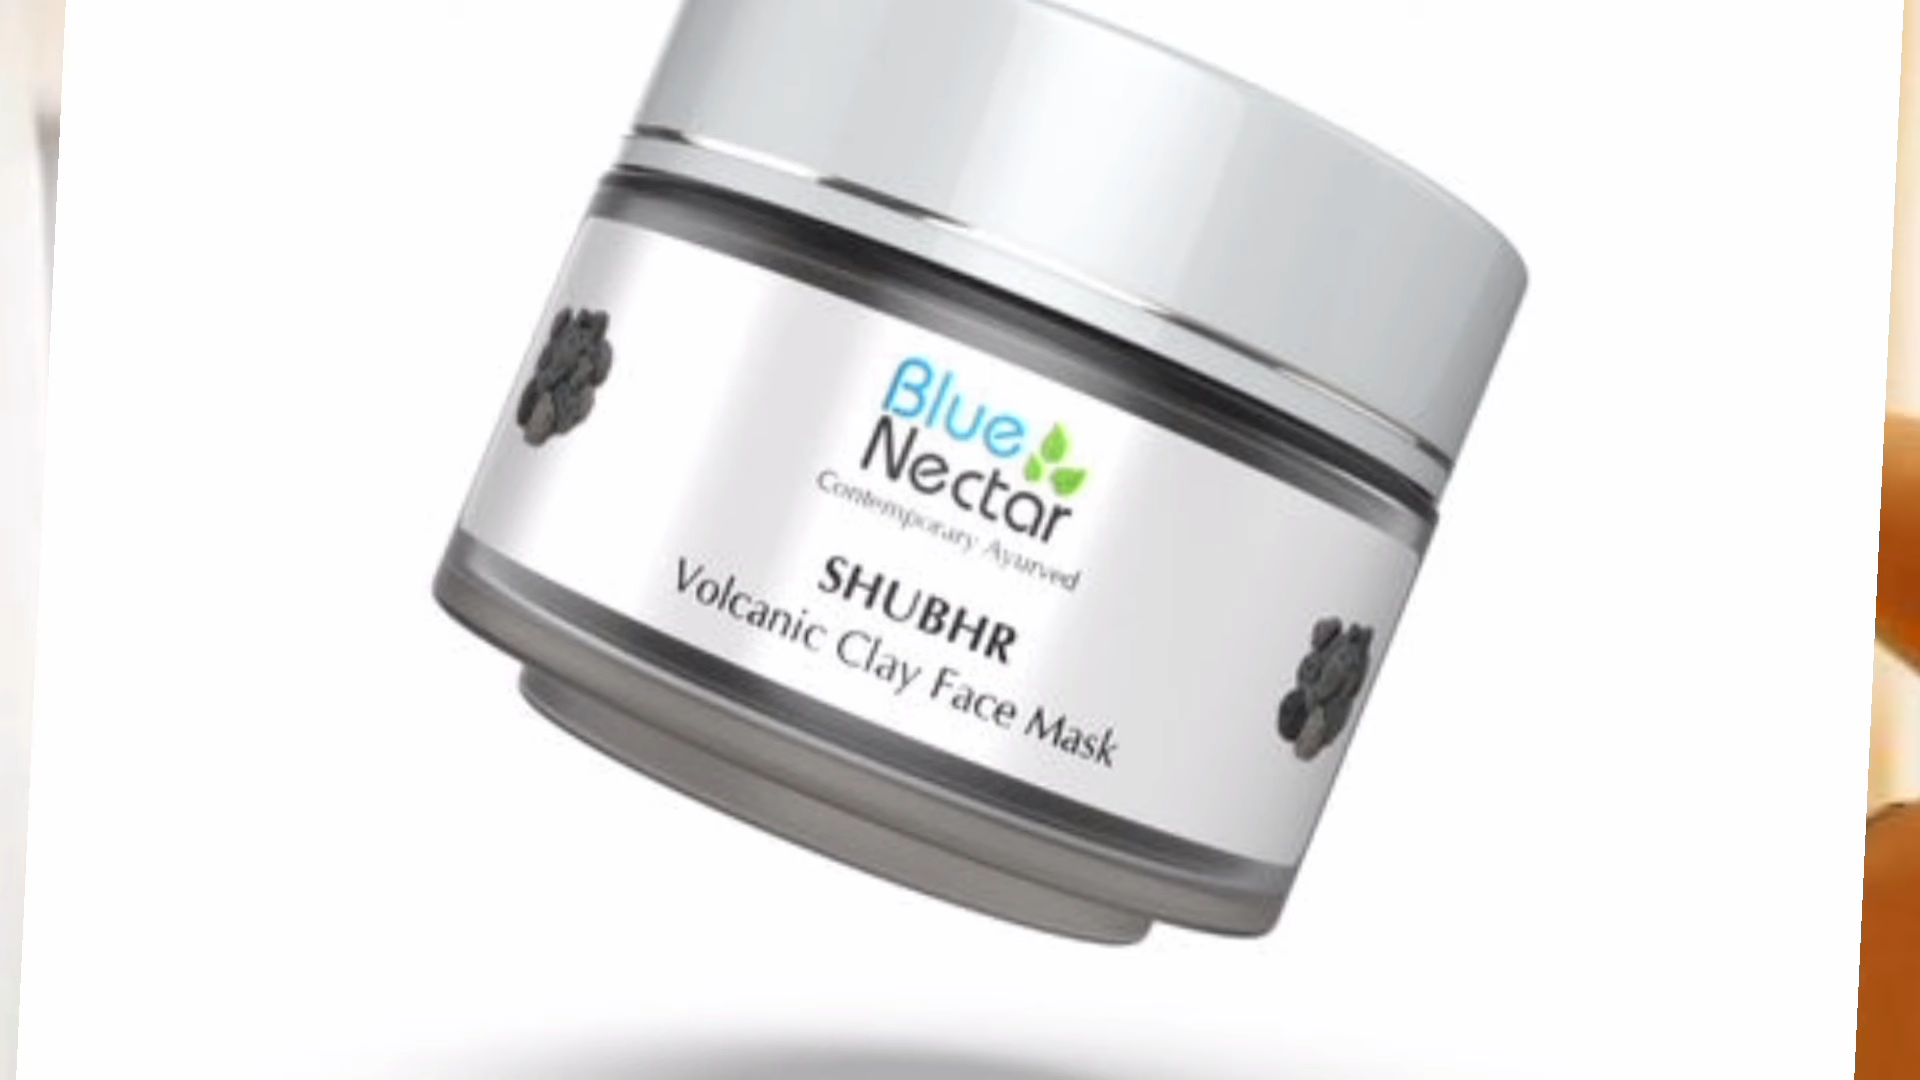 Blue
Nectar
Contemporary Ayurved
SHUBHR
Volcanic Clay Face Mask